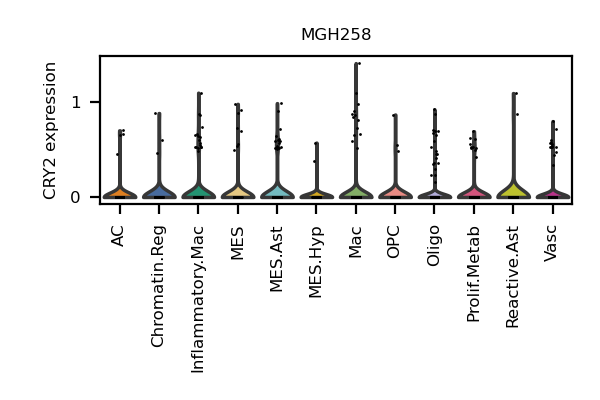 MGH258
CRY2 expression
1
0
AC
Chromatin.Reg
Inflammatory.Mac
MES
MES.Ast
MES.Hyp
Mac
OPC
Oligo
Prolif.Metab
Reactive.Ast
Vasc